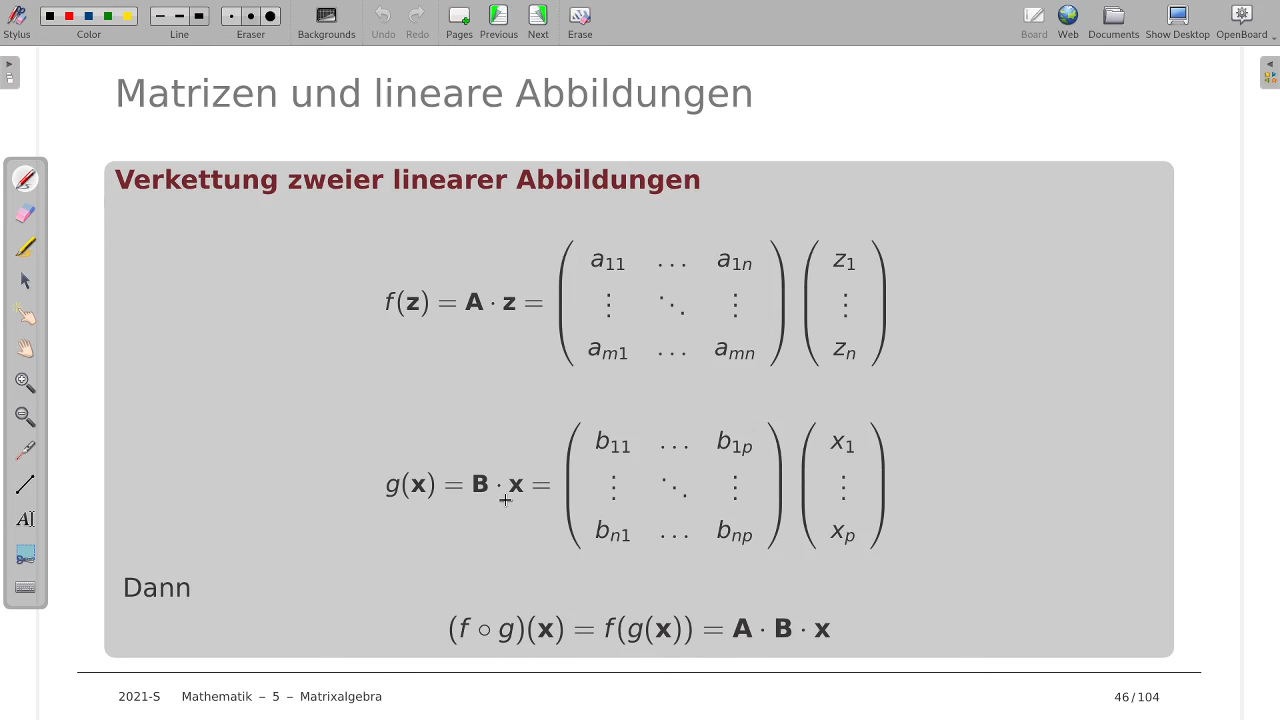 Stylus Color Line Eraser Backgrounds Undo Redo Pages Previous Next Erase Board Web Documents Show Desktop OpenBoard
Matrizen und lineare Abbildungen
Verkettung zweier linearer Abbildungen
f(z) = A · z = ( a11 … a1n ⋮ ⋱ ⋮ am1 … amn ) ( z1 ⋮ zn )
g(x) = B · x = ( b11 … b1p ⋮ ⋱ ⋮ bn1 … bnp ) ( x1 ⋮ xp )
Dann
(f ∘ g)(x) = f(g(x)) = A · B · x
2021-S Mathematik – 5 – Matrixalgebra 46/104